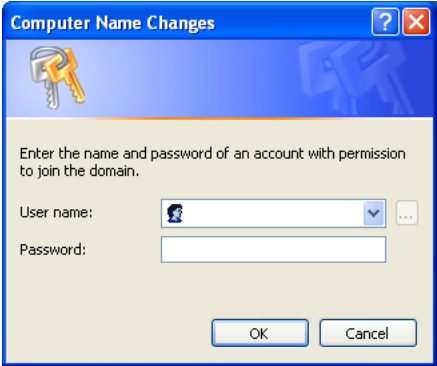 Computer Name Changes
Enter the name and password of an account with permission
to join the domain.
User name:
...
Password:
OK
Cancel